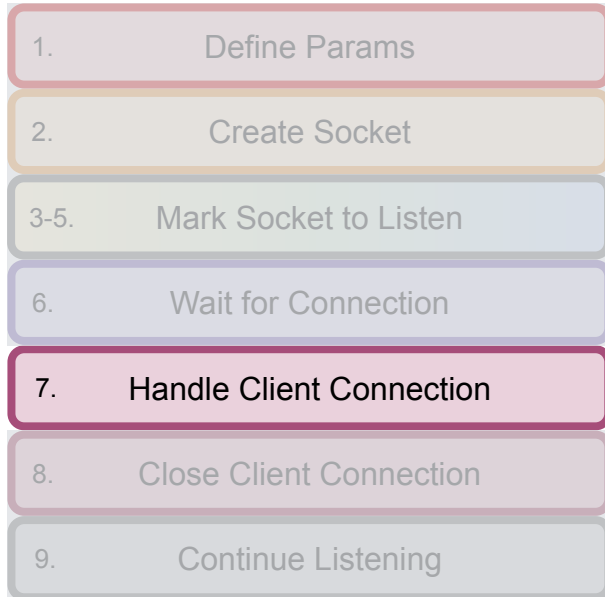 1. Define Params
2. Create Socket
3-5. Mark Socket to Listen
6. Wait for Connection
7. Handle Client Connection
8. Close Client Connection
9. Continue Listening